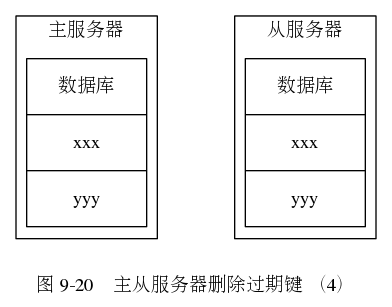 主服务器
数据库
xxx
yyy
从服务器
数据库
xxx
yyy
图 9-20 主从服务器删除过期键 （4）